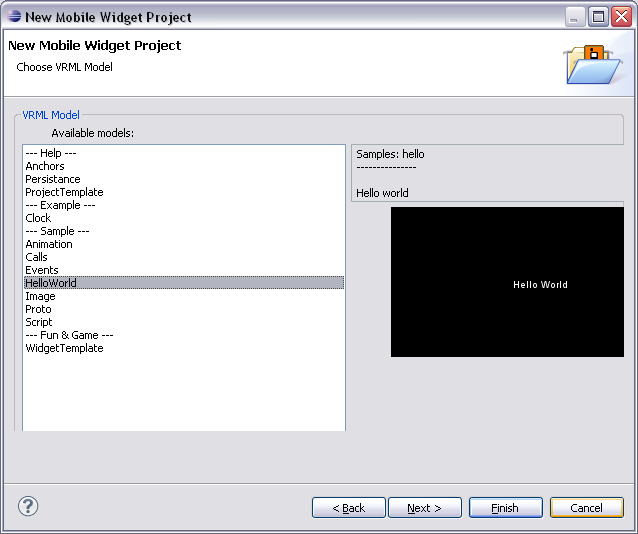 New Mobile Widget Project
New Mobile Widget Project
Choose VRML Model
VRML Model
Available models:
--- Help ---
Anchors
Persistance
ProjectTemplate
--- Example ---
Clock
--- Sample ---
Animation
Calls
Events
HelloWorld
Image
Proto
Script
--- Fun & Game ---
WidgetTemplate
Samples: hello
---------------
Hello world
Hello World
?
< Back
Next >
Finish
Cancel